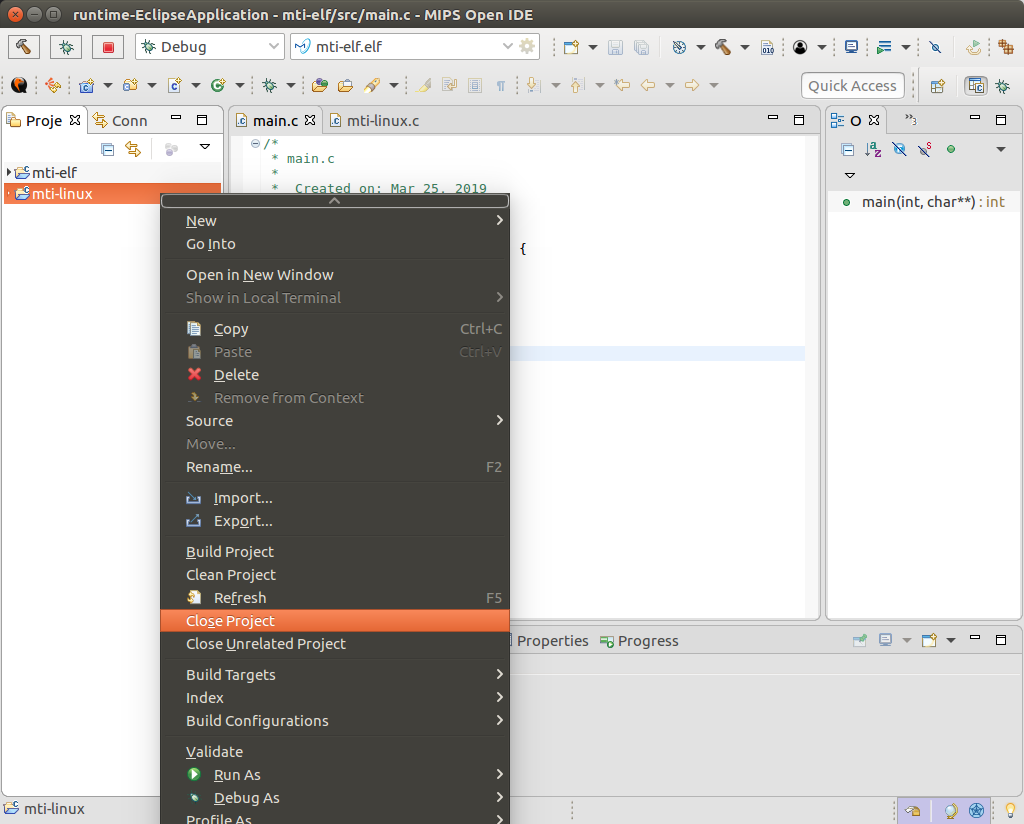 runtime-EclipseApplication - mti-elf/src/main.c - MIPS Open IDE
Debug
mti-elf.elf
010
Quick Access
Proje
Conn
main.c
mti-linux.c
O
»3
mti-elf
mti-linux
/*
* main.c
*
* Created on: Mar 25, 2019
{
main(int, char**) : int
New
Go Into
Open in New Window
Show in Local Terminal
Copy Ctrl+C
Paste Ctrl+V
Delete
Remove from Context
Source
Move...
Rename... F2
Import...
Export...
Build Project
Clean Project
Refresh F5
Close Project
Close Unrelated Project
Build Targets
Index
Build Configurations
Validate
Run As
Debug As
Profile As
Properties
Progress
mti-linux